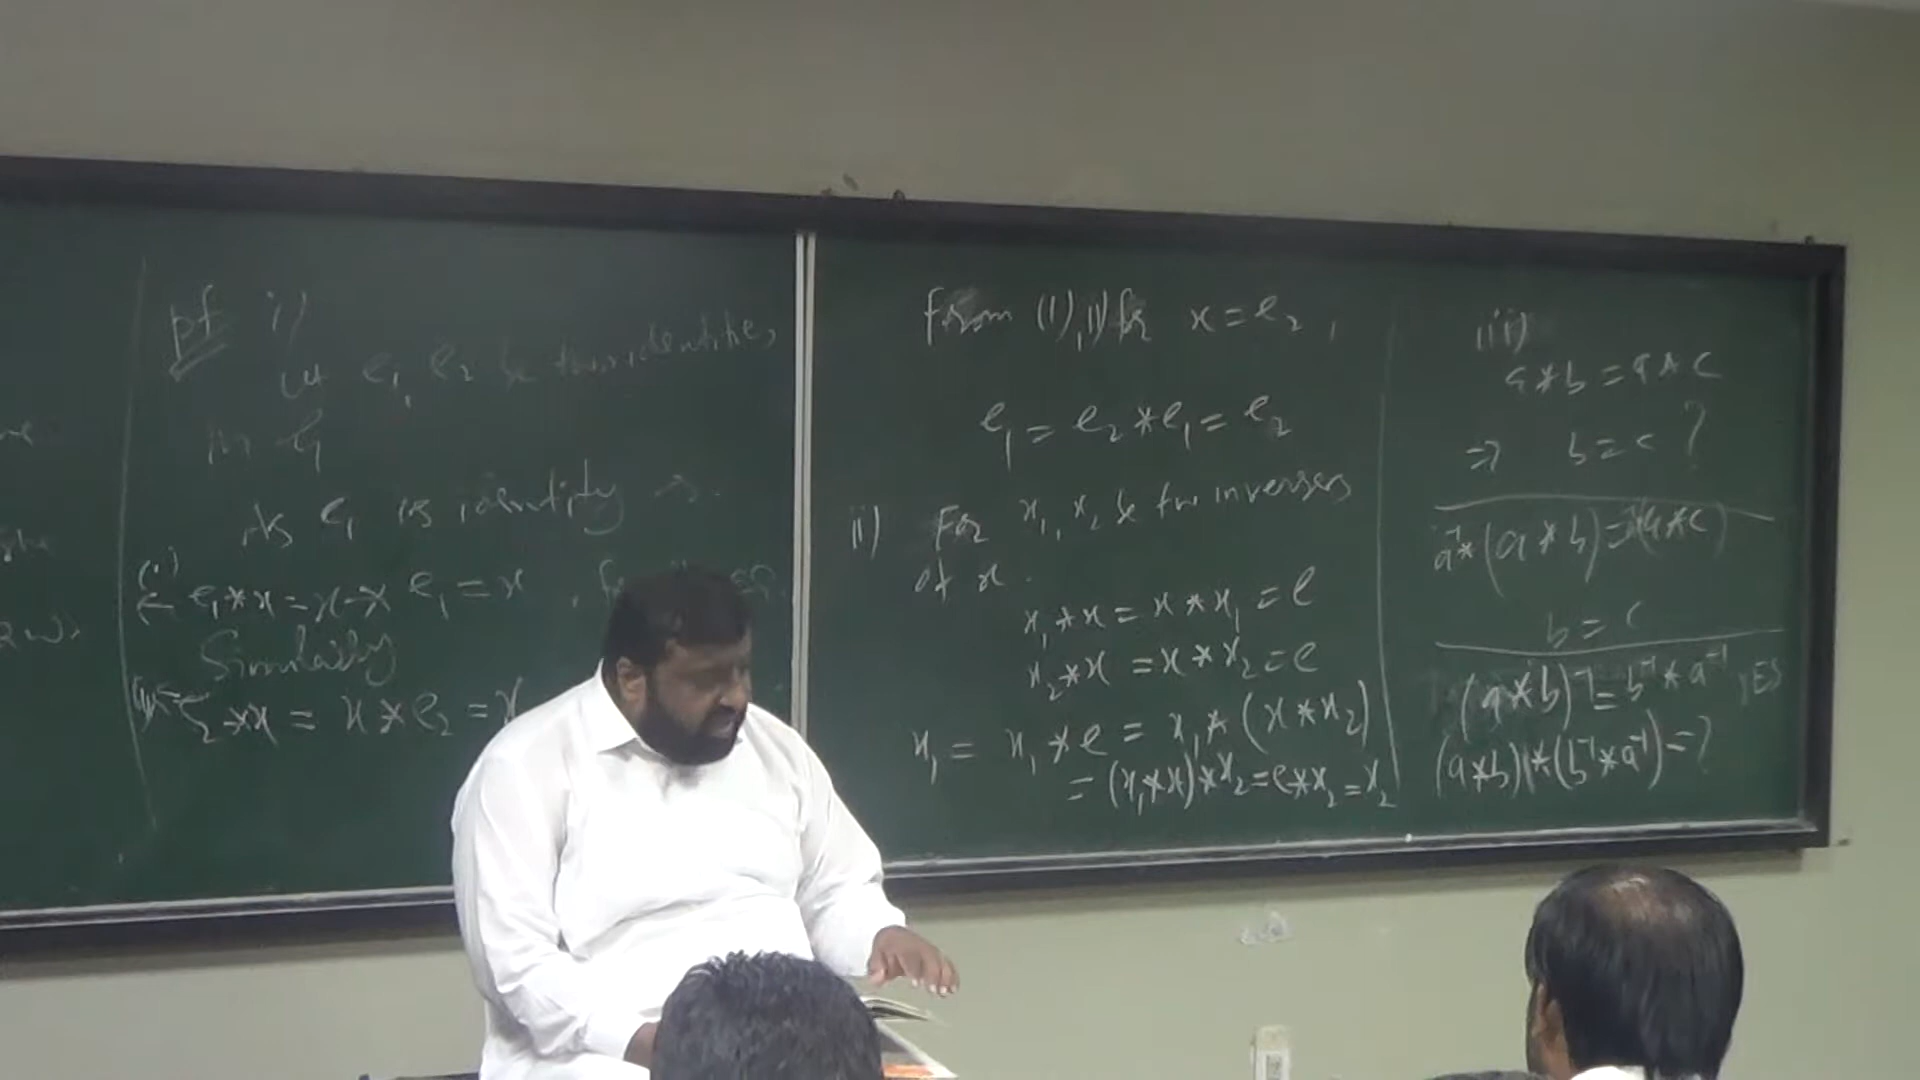 pf i)
let e₁, e₂ be two identities
in G
As e₁ is identity
(i) ← e₁ * x = x * e₁ = x,
Similarly
e₂ * x = x * e₂ = x
from (i), ii) for x = e₂,
e₁ = e₂ * e₁ = e₂
ii) For x₁, x₂ be two inverses
of x.
x₁ * x = x * x₁ = e
x₂ * x = x * x₂ = e
x₁ = x₁ * e = x₁ * (x * x₂)
= (x₁ * x) * x₂ = e * x₂ = x₂
iii)
a * b = a * c
⇒ b = c ?
a⁻¹ * (a * b) = (a * c)
b = c
(a * b)⁻¹ = b⁻¹ * a⁻¹ YES
(a * b) * (b⁻¹ * a⁻¹) = ?